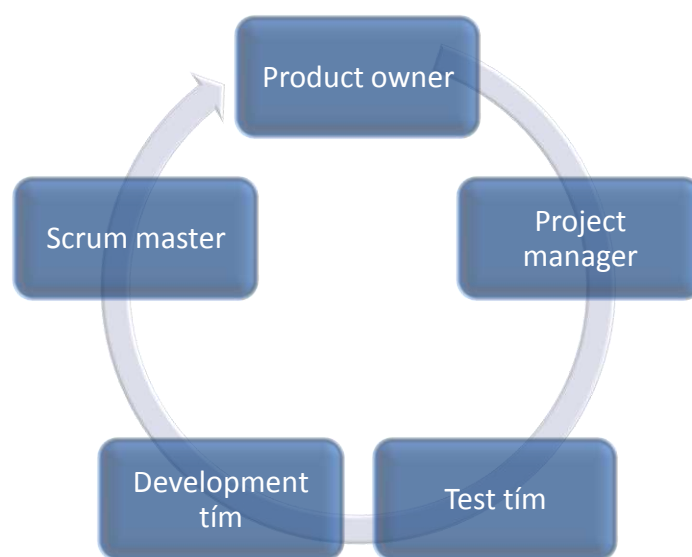 Product owner
Project
manager
Test tím
Development
tím
Scrum master